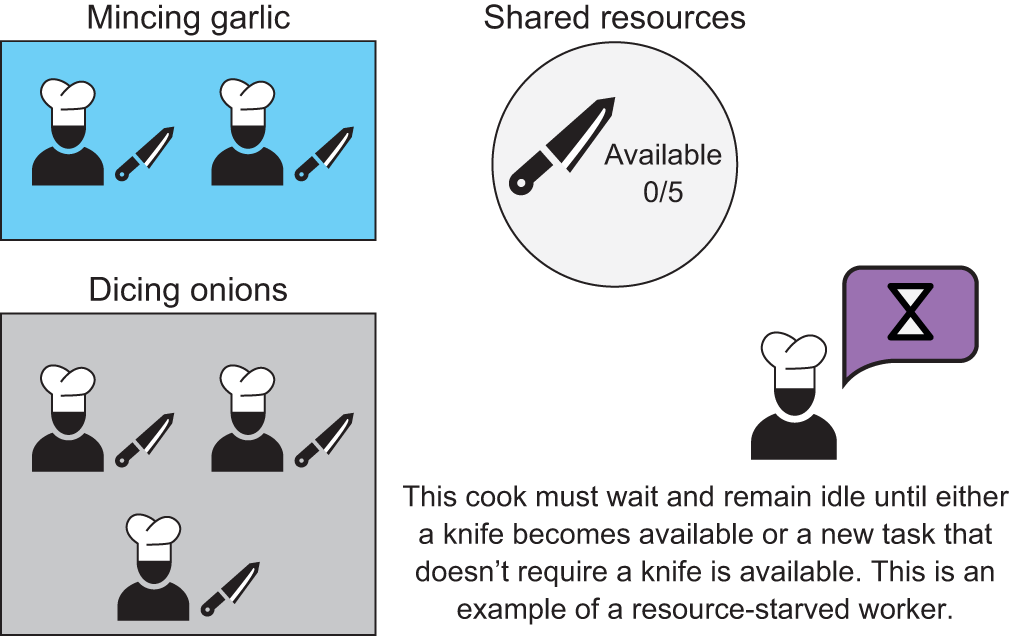 Mincing garlic
Shared resources
Available
0/5
Dicing onions
This cook must wait and remain idle until either
a knife becomes available or a new task that
doesn’t require a knife is available. This is an
example of a resource-starved worker.